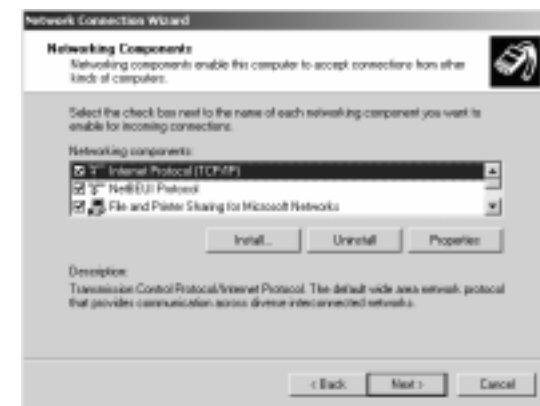 Network Connection Wizard
Networking Components
Networking components enable this computer to accept connections from other
kinds of computers.
Select the check box next to the name of each networking component you want to
enable for incoming connections.
Networking components:
Internet Protocol (TCP/IP)
NetBEUI Protocol
File and Printer Sharing for Microsoft Networks
Install...
Uninstall
Properties
Description:
Transmission Control Protocol/Internet Protocol. The default wide area network protocol
that provides communication across diverse interconnected networks.
< Back
Next >
Cancel